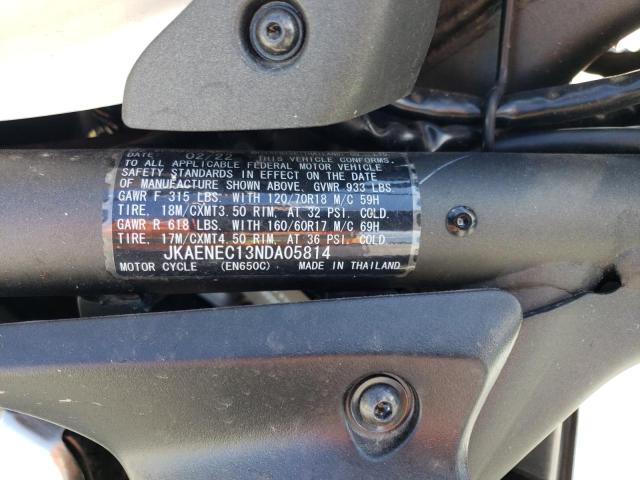 DATE: 02/22 THIS VEHICLE CONFORMS
TO ALL APPLICABLE FEDERAL MOTOR VEHICLE
SAFETY STANDARDS IN EFFECT ON THE DATE
OF MANUFACTURE SHOWN ABOVE, GVWR 933 LBS
GAWR F 315 LBS. WITH 120/70R18 M/C 59H
TIRE, 18M/CXMT3.50 RIM, AT 32 PSI. COLD.
GAWR R 618 LBS. WITH 160/60R17 M/C 69H
TIRE, 17M/CXMT4.50 RIM, AT 36 PSI. COLD
JKAENEC13NDA05814
MOTOR CYCLE (EN650C) MADE IN THAILAND